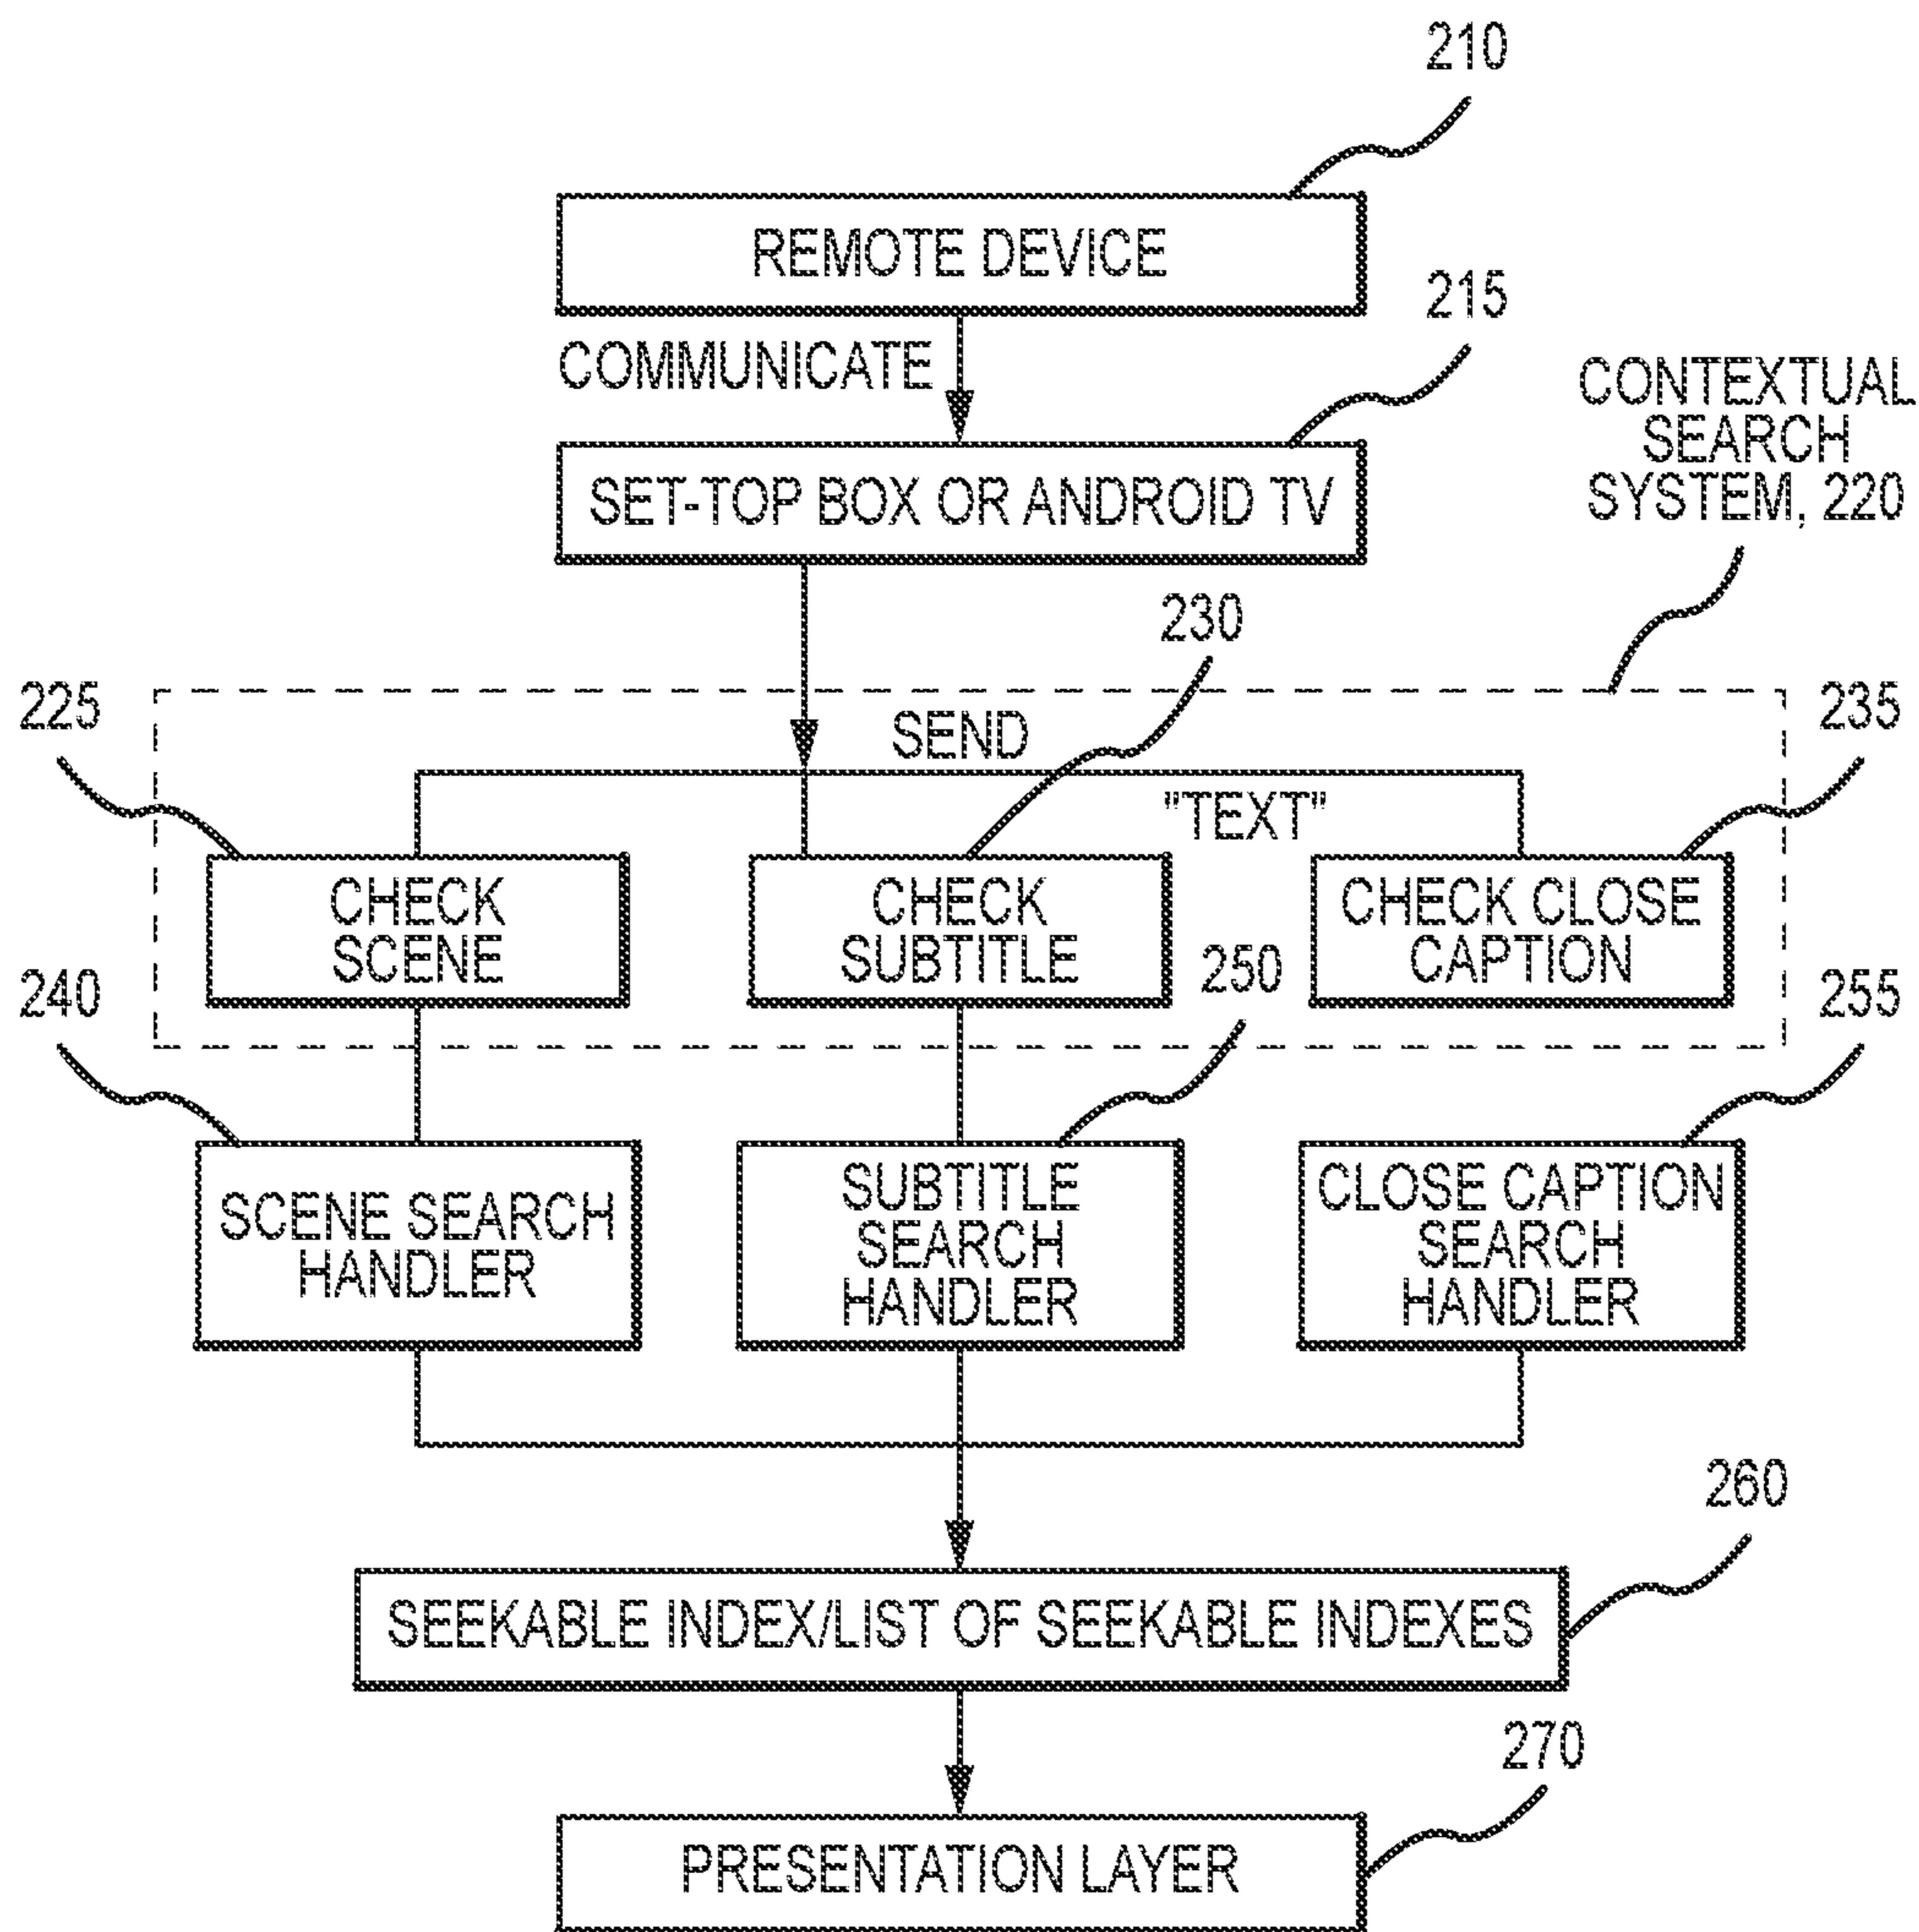 210
REMOTE DEVICE
215
COMMUNICATE
CONTEXTUAL
SEARCH
SYSTEM, 220
SET-TOP BOX OR ANDROID TV
230
225
235
SEND
"TEXT"
CHECK
SCENE
CHECK
SUBTITLE
CHECK CLOSE
CAPTION
240
250
255
SCENE SEARCH
HANDLER
SUBTITLE
SEARCH
HANDLER
CLOSE CAPTION
SEARCH
HANDLER
260
SEEKABLE INDEX/LIST OF SEEKABLE INDEXES
270
PRESENTATION LAYER